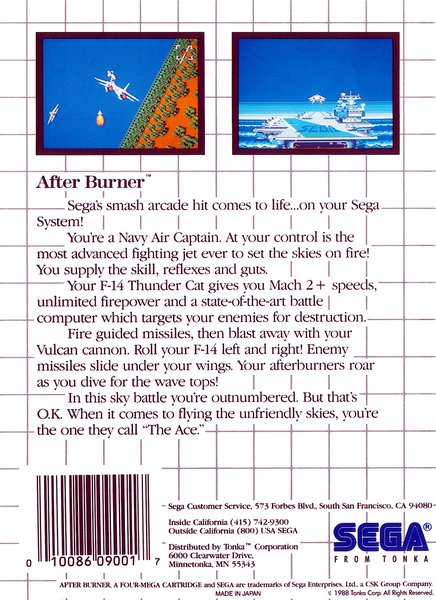 After Burner™
Sega's smash arcade hit comes to life...on your Sega
System!
You're a Navy Air Captain. At your control is the
most advanced fighting jet ever to set the skies on fire!
You supply the skill, reflexes and guts.
Your F-14 Thunder Cat gives you Mach 2+ speeds,
unlimited firepower and a state-of-the-art battle
computer which targets your enemies for destruction.
Fire guided missiles, then blast away with your
Vulcan cannon. Roll your F-14 left and right! Enemy
missiles slide under your wings. Your afterburners roar
as you dive for the wave tops!
In this sky battle you're outnumbered. But that's
O.K. When it comes to flying the unfriendly skies, you're
the one they call "The Ace."
Sega Customer Service, 573 Forbes Blvd., South San Francisco, CA 94080
Inside California (415) 742-9300
Outside California (800) USA SEGA
Distributed by Tonka™ Corporation
6000 Clearwater Drive,
Minnetonka, MN 55343
SEGA®
FROM TONKA
0 10086 09001 7
AFTER BURNER, A FOUR-MEGA CARTRIDGE and SEGA are trademarks of Sega Enterprises, Ltd., a CSK Group Company.
MADE IN JAPAN
© 1988 Tonka Corp. All Rights Reserved.